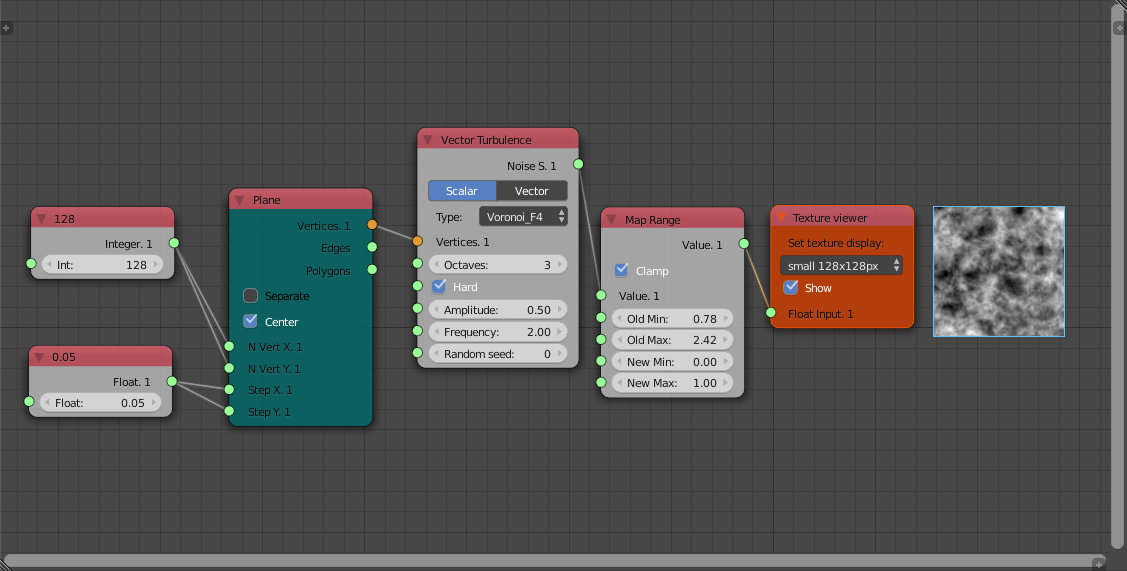 128
Integer. 1
Int: 128
0.05
Float. 1
Float: 0.05
Plane
Vertices. 1
Edges
Polygons
Separate
Center
N Vert X. 1
N Vert Y. 1
Step X. 1
Step Y. 1
Vector Turbulence
Noise S. 1
Scalar Vector
Type: Voronoi_F4
Vertices. 1
Octaves: 3
Hard
Amplitude: 0.50
Frequency: 2.00
Random seed: 0
Map Range
Value. 1
Clamp
Value. 1
Old Min: 0.78
Old Max: 2.42
New Min: 0.00
New Max: 1.00
Texture viewer
Set texture display:
small 128x128px
Show
Float Input. 1